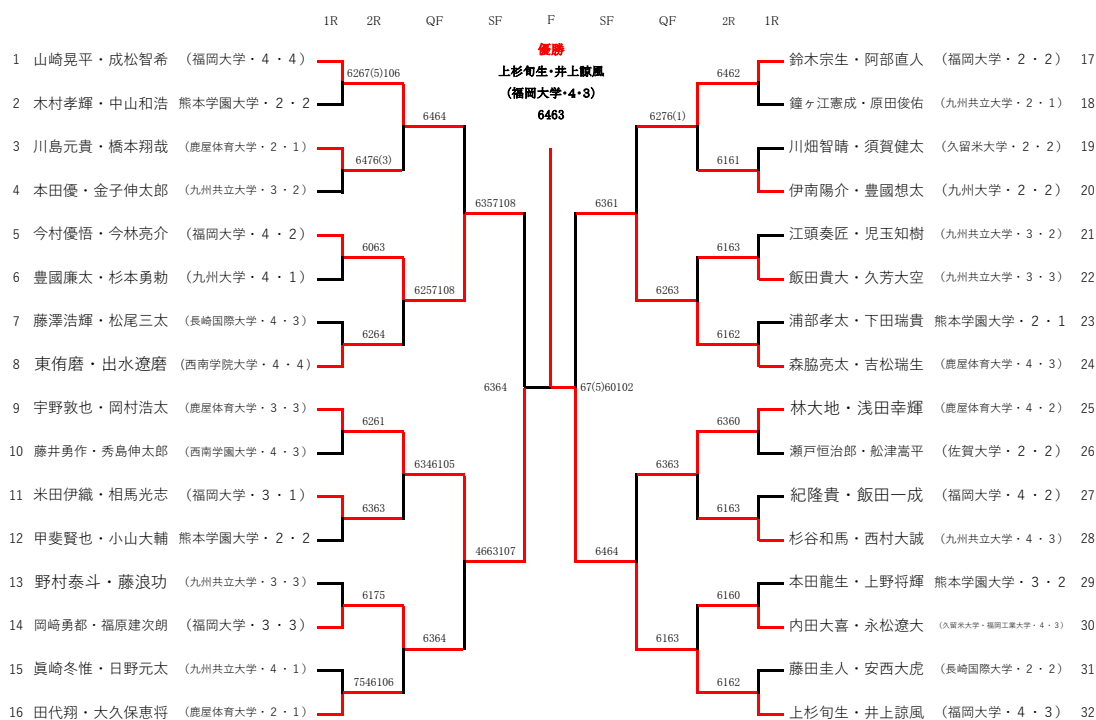 1R 2R QF SF F SF QF 2R 1R
優勝
上杉旬生・井上諒風
(福岡大学・4・3)
6463
1 山崎晃平・成松智希 (福岡大学・4・4)
2 木村孝輝・中山和浩 熊本学園大学・2・2
3 川島元貴・橋本翔哉 (鹿屋体育大学・2・1)
4 本田優・金子伸太郎 (九州共立大学・3・2)
5 今村優悟・今林亮介 (福岡大学・4・2)
6 豊國廉太・杉本勇勅 (九州大学・4・1)
7 藤澤浩輝・松尾三太 (長崎国際大学・4・3)
8 東侑磨・出水遼磨 (西南学院大学・4・4)
9 宇野敦也・岡村浩太 (鹿屋体育大学・3・3)
10 藤井勇作・秀島伸太郎 (西南学園大学・4・3)
11 米田伊織・相馬光志 (福岡大学・3・1)
12 甲斐賢也・小山大輔 熊本学園大学・2・2
13 野村泰斗・藤浪功 (九州共立大学・3・3)
14 岡﨑勇都・福原建次朗 (福岡大学・3・3)
15 眞崎冬惟・日野元太 (九州共立大学・4・1)
16 田代翔・大久保恵将 (鹿屋体育大学・2・1)
6267(5)106
6476(3)
6063
6264
6261
6363
6175
7546106
6464
6257108
6346105
6364
6357108
4663107
6364
67(5)60102
6361
6464
6276(1)
6263
6363
6163
6462
6161
6163
6162
6360
6163
6160
6162
鈴木宗生・阿部直人 (福岡大学・2・2) 17
鐘ヶ江憲成・原田俊佑 (九州共立大学・2・1) 18
川畑智晴・須賀健太 (久留米大学・2・2) 19
伊南陽介・豊國想太 (九州大学・2・2) 20
江頭奏匠・児玉知樹 (九州共立大学・3・2) 21
飯田貴大・久芳大空 (九州共立大学・3・3) 22
浦部孝太・下田瑞貴 熊本学園大学・2・1 23
森脇亮太・吉松瑞生 (鹿屋体育大学・4・3) 24
林大地・浅田幸輝 (鹿屋体育大学・4・2) 25
瀬戸恒治郎・舩津嵩平 (佐賀大学・2・2) 26
紀隆貴・飯田一成 (福岡大学・4・2) 27
杉谷和馬・西村大誠 (九州共立大学・4・3) 28
本田龍生・上野将輝 熊本学園大学・3・2 29
内田大喜・永松遼大 (久留米大学・福岡工業大学・4・3) 30
藤田圭人・安西大虎 (長崎国際大学・2・2) 31
上杉旬生・井上諒風 (福岡大学・4・3) 32